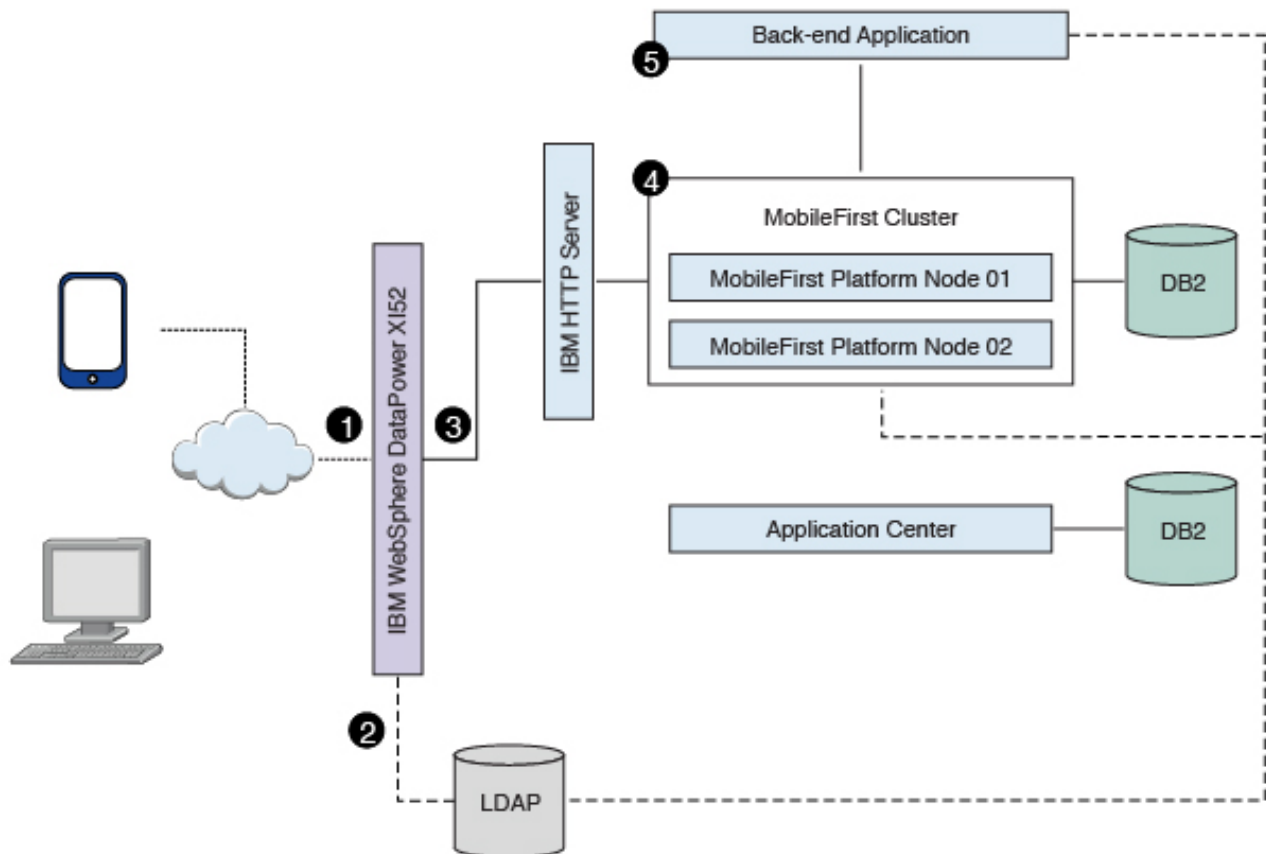 Back-end Application
5
4
MobileFirst Cluster
IBM HTTP Server
MobileFirst Platform Node 01
DB2
MobileFirst Platform Node 02
IBM WebSphere DataPower XI52
1
3
Application Center
DB2
2
LDAP